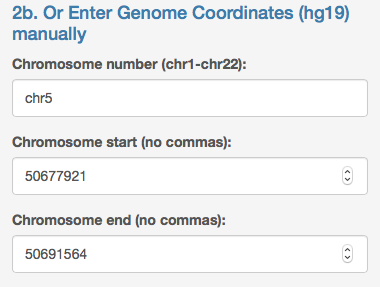 2b. Or Enter Genome Coordinates (hg19)
manually
Chromosome number (chr1-chr22):
chr5
Chromosome start (no commas):
50677921
Chromosome end (no commas):
50691564